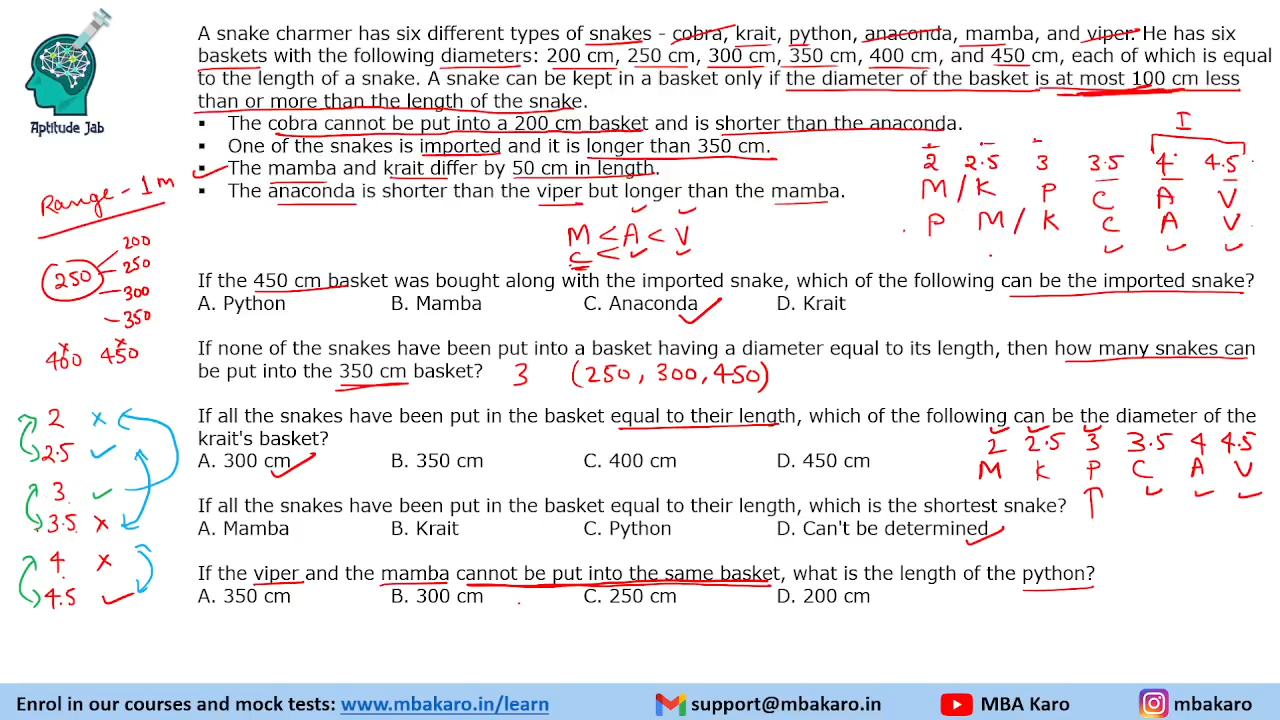 A snake charmer has six different types of snakes - cobra, krait, python, anaconda, mamba, and viper. He has six
baskets with the following diameters: 200 cm, 250 cm, 300 cm, 350 cm, 400 cm, and 450 cm, each of which is equal
to the length of a snake. A snake can be kept in a basket only if the diameter of the basket is at most 100 cm less
than or more than the length of the snake.
Aptitude Jab
▪ The cobra cannot be put into a 200 cm basket and is shorter than the anaconda.
▪ One of the snakes is imported and it is longer than 350 cm.
▪ The mamba and krait differ by 50 cm in length.
▪ The anaconda is shorter than the viper but longer than the mamba.
I
2 2.5 3 3.5 4 4.5
M / K P C A V
P M / K C A V
Range - 1m
200
250 250
300
350
400 x 450 x
M < A < V
C <
If the 450 cm basket was bought along with the imported snake, which of the following can be the imported snake?
A. Python B. Mamba C. Anaconda D. Krait
If none of the snakes have been put into a basket having a diameter equal to its length, then how many snakes can
be put into the 350 cm basket? 3 (250, 300, 450)
If all the snakes have been put in the basket equal to their length, which of the following can be the diameter of the
krait's basket?
A. 300 cm B. 350 cm C. 400 cm D. 450 cm
2 2.5 3 3.5 4 4.5
M K P C A V
2 x
2.5
3
3.5 x
4 x
4.5
If all the snakes have been put in the basket equal to their length, which is the shortest snake?
A. Mamba B. Krait C. Python D. Can't be determined
If the viper and the mamba cannot be put into the same basket, what is the length of the python?
A. 350 cm B. 300 cm C. 250 cm D. 200 cm
Enrol in our courses and mock tests: www.mbakaro.in/learn support@mbakaro.in MBA Karo mbakaro